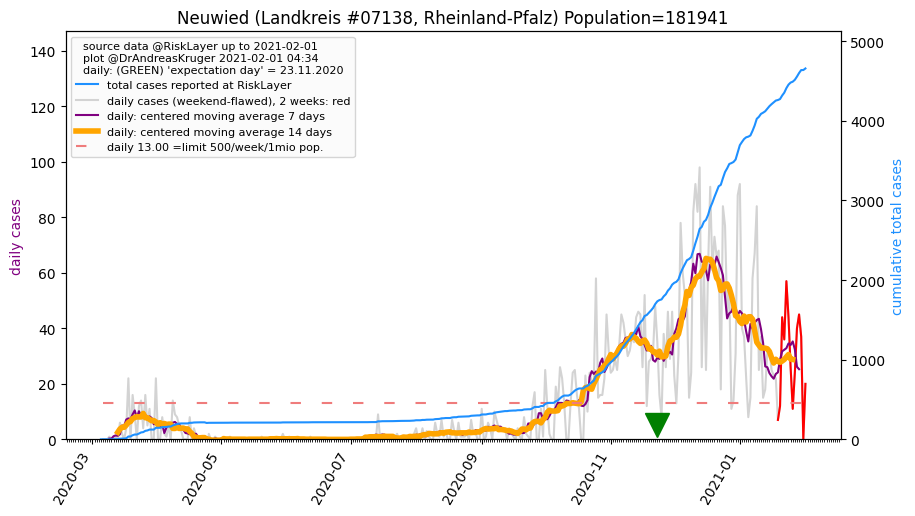 Neuwied (Landkreis #07138, Rheinland-Pfalz) Population=181941
source data @RiskLayer up to 2021-02-01
plot @DrAndreasKruger 2021-02-01 04:34
daily: (GREEN) 'expectation day' = 23.11.2020
total cases reported at RiskLayer
daily cases (weekend-flawed), 2 weeks: red
daily: centered moving average 7 days
daily: centered moving average 14 days
daily 13.00 =limit 500/week/1mio pop.
daily cases
140
120
100
80
60
40
20
0
cumulative total cases
5000
4000
3000
2000
1000
0
2020-03
2020-05
2020-07
2020-09
2020-11
2021-01